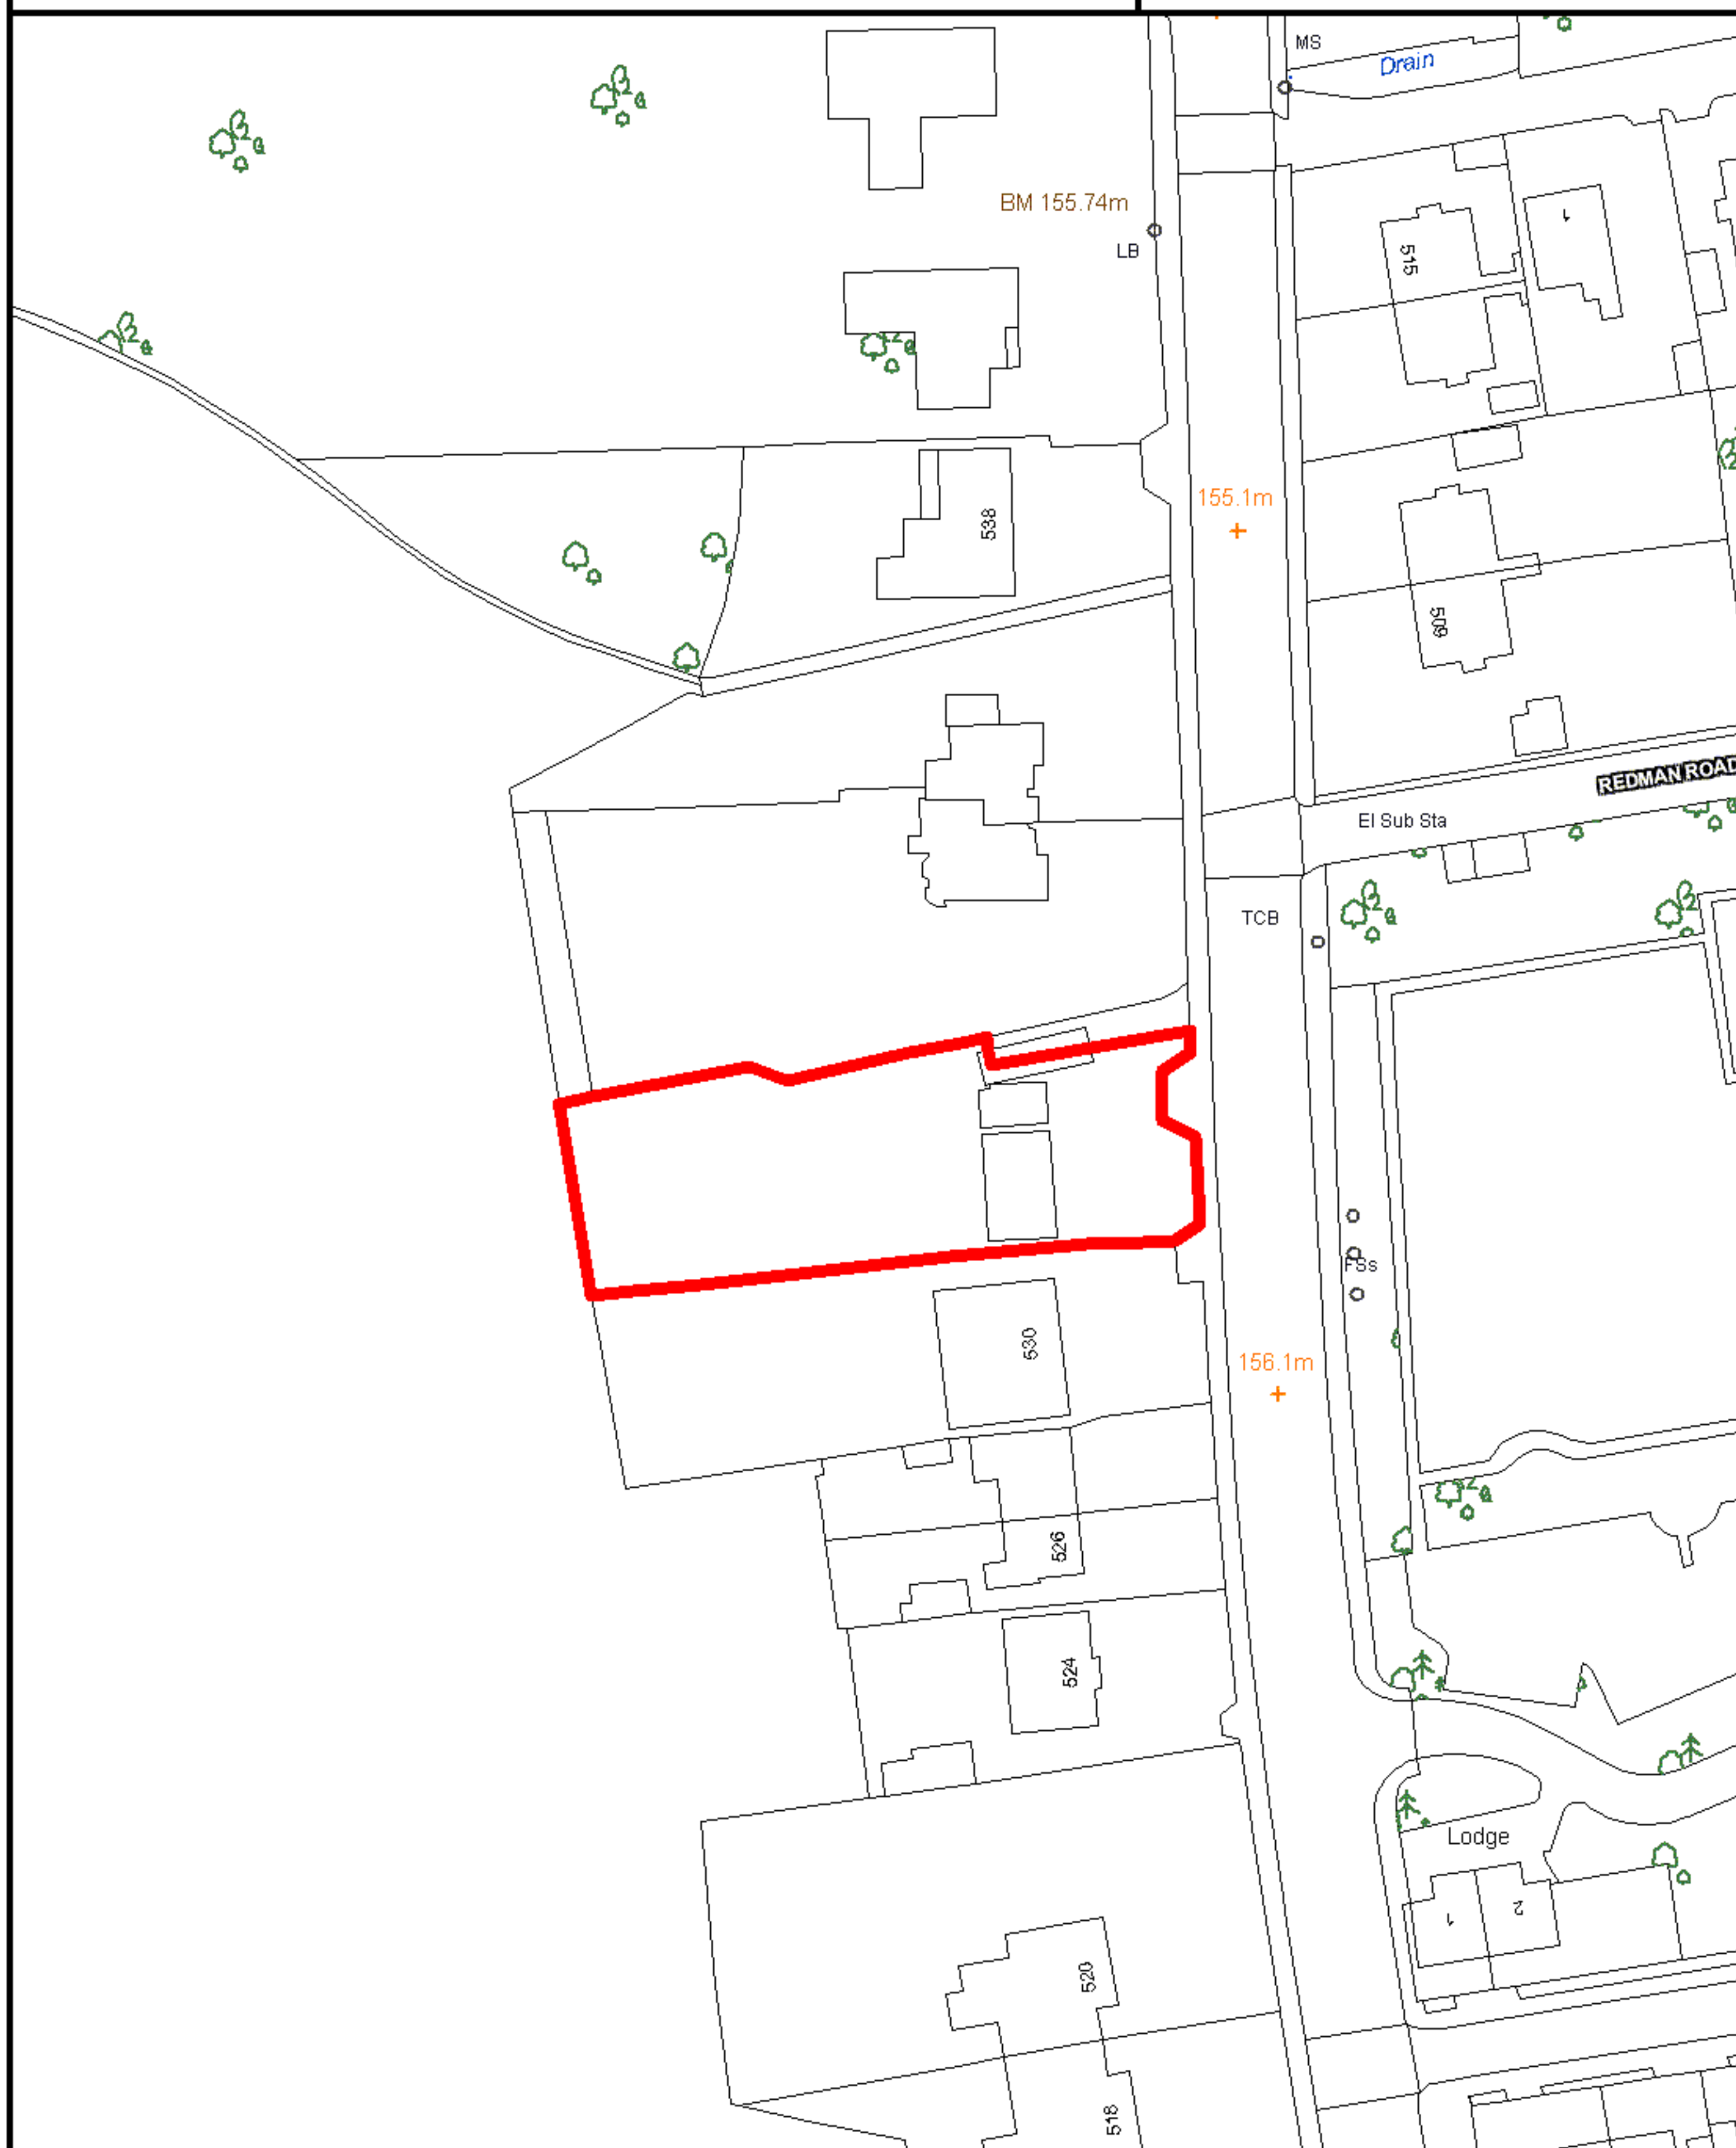 MS
Drain
BM 155.74m
LB
515
1
155.1m
538
509
REDMAN ROAD
El Sub Sta
TCB
FSs
530
156.1m
526
524
Lodge
1
2
520
518